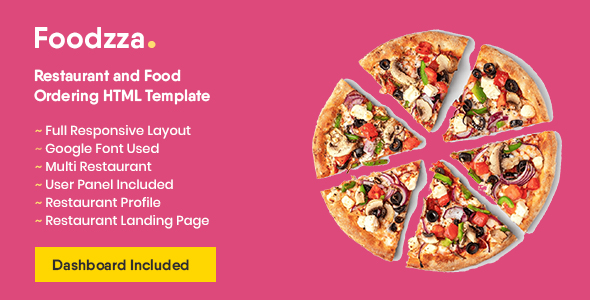 Foodzza.
Restaurant and Food
Ordering HTML Template
~ Full Responsive Layout
~ Google Font Used
~ Multi Restaurant
~ User Panel Included
~ Restaurant Profile
~ Restaurant Landing Page
Dashboard Included